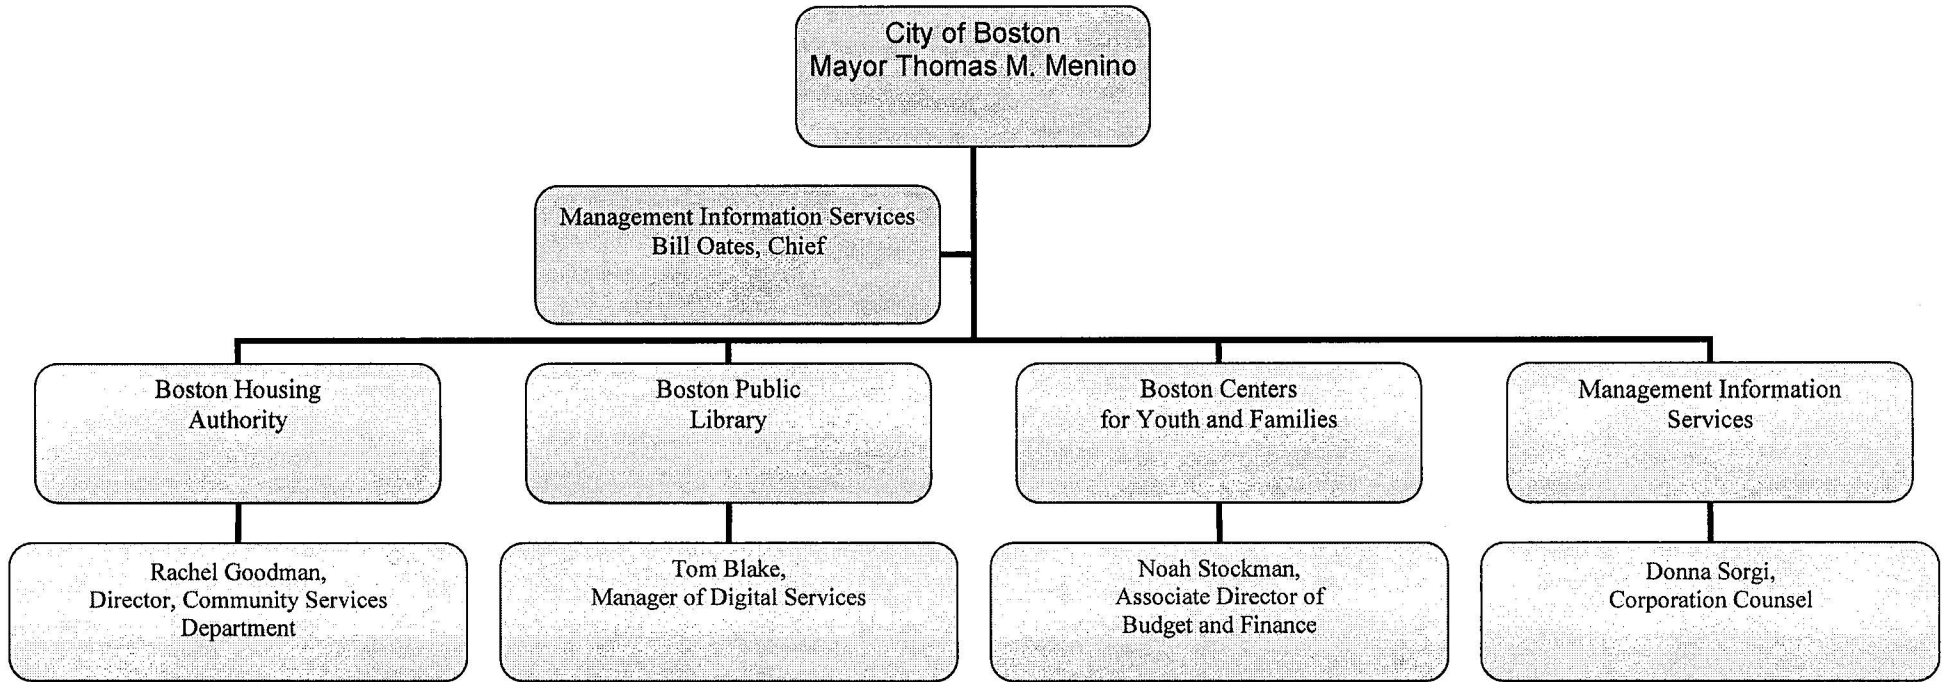 City of Boston
Mayor Thomas M. Menino
Management Information Services
Bill Oates, Chief
Boston Housing
Authority
Boston Public
Library
Boston Centers
for Youth and Families
Management Information
Services
Rachel Goodman,
Director, Community Services
Department
Tom Blake,
Manager of Digital Services
Noah Stockman,
Associate Director of
Budget and Finance
Donna Sorgi,
Corporation Counsel